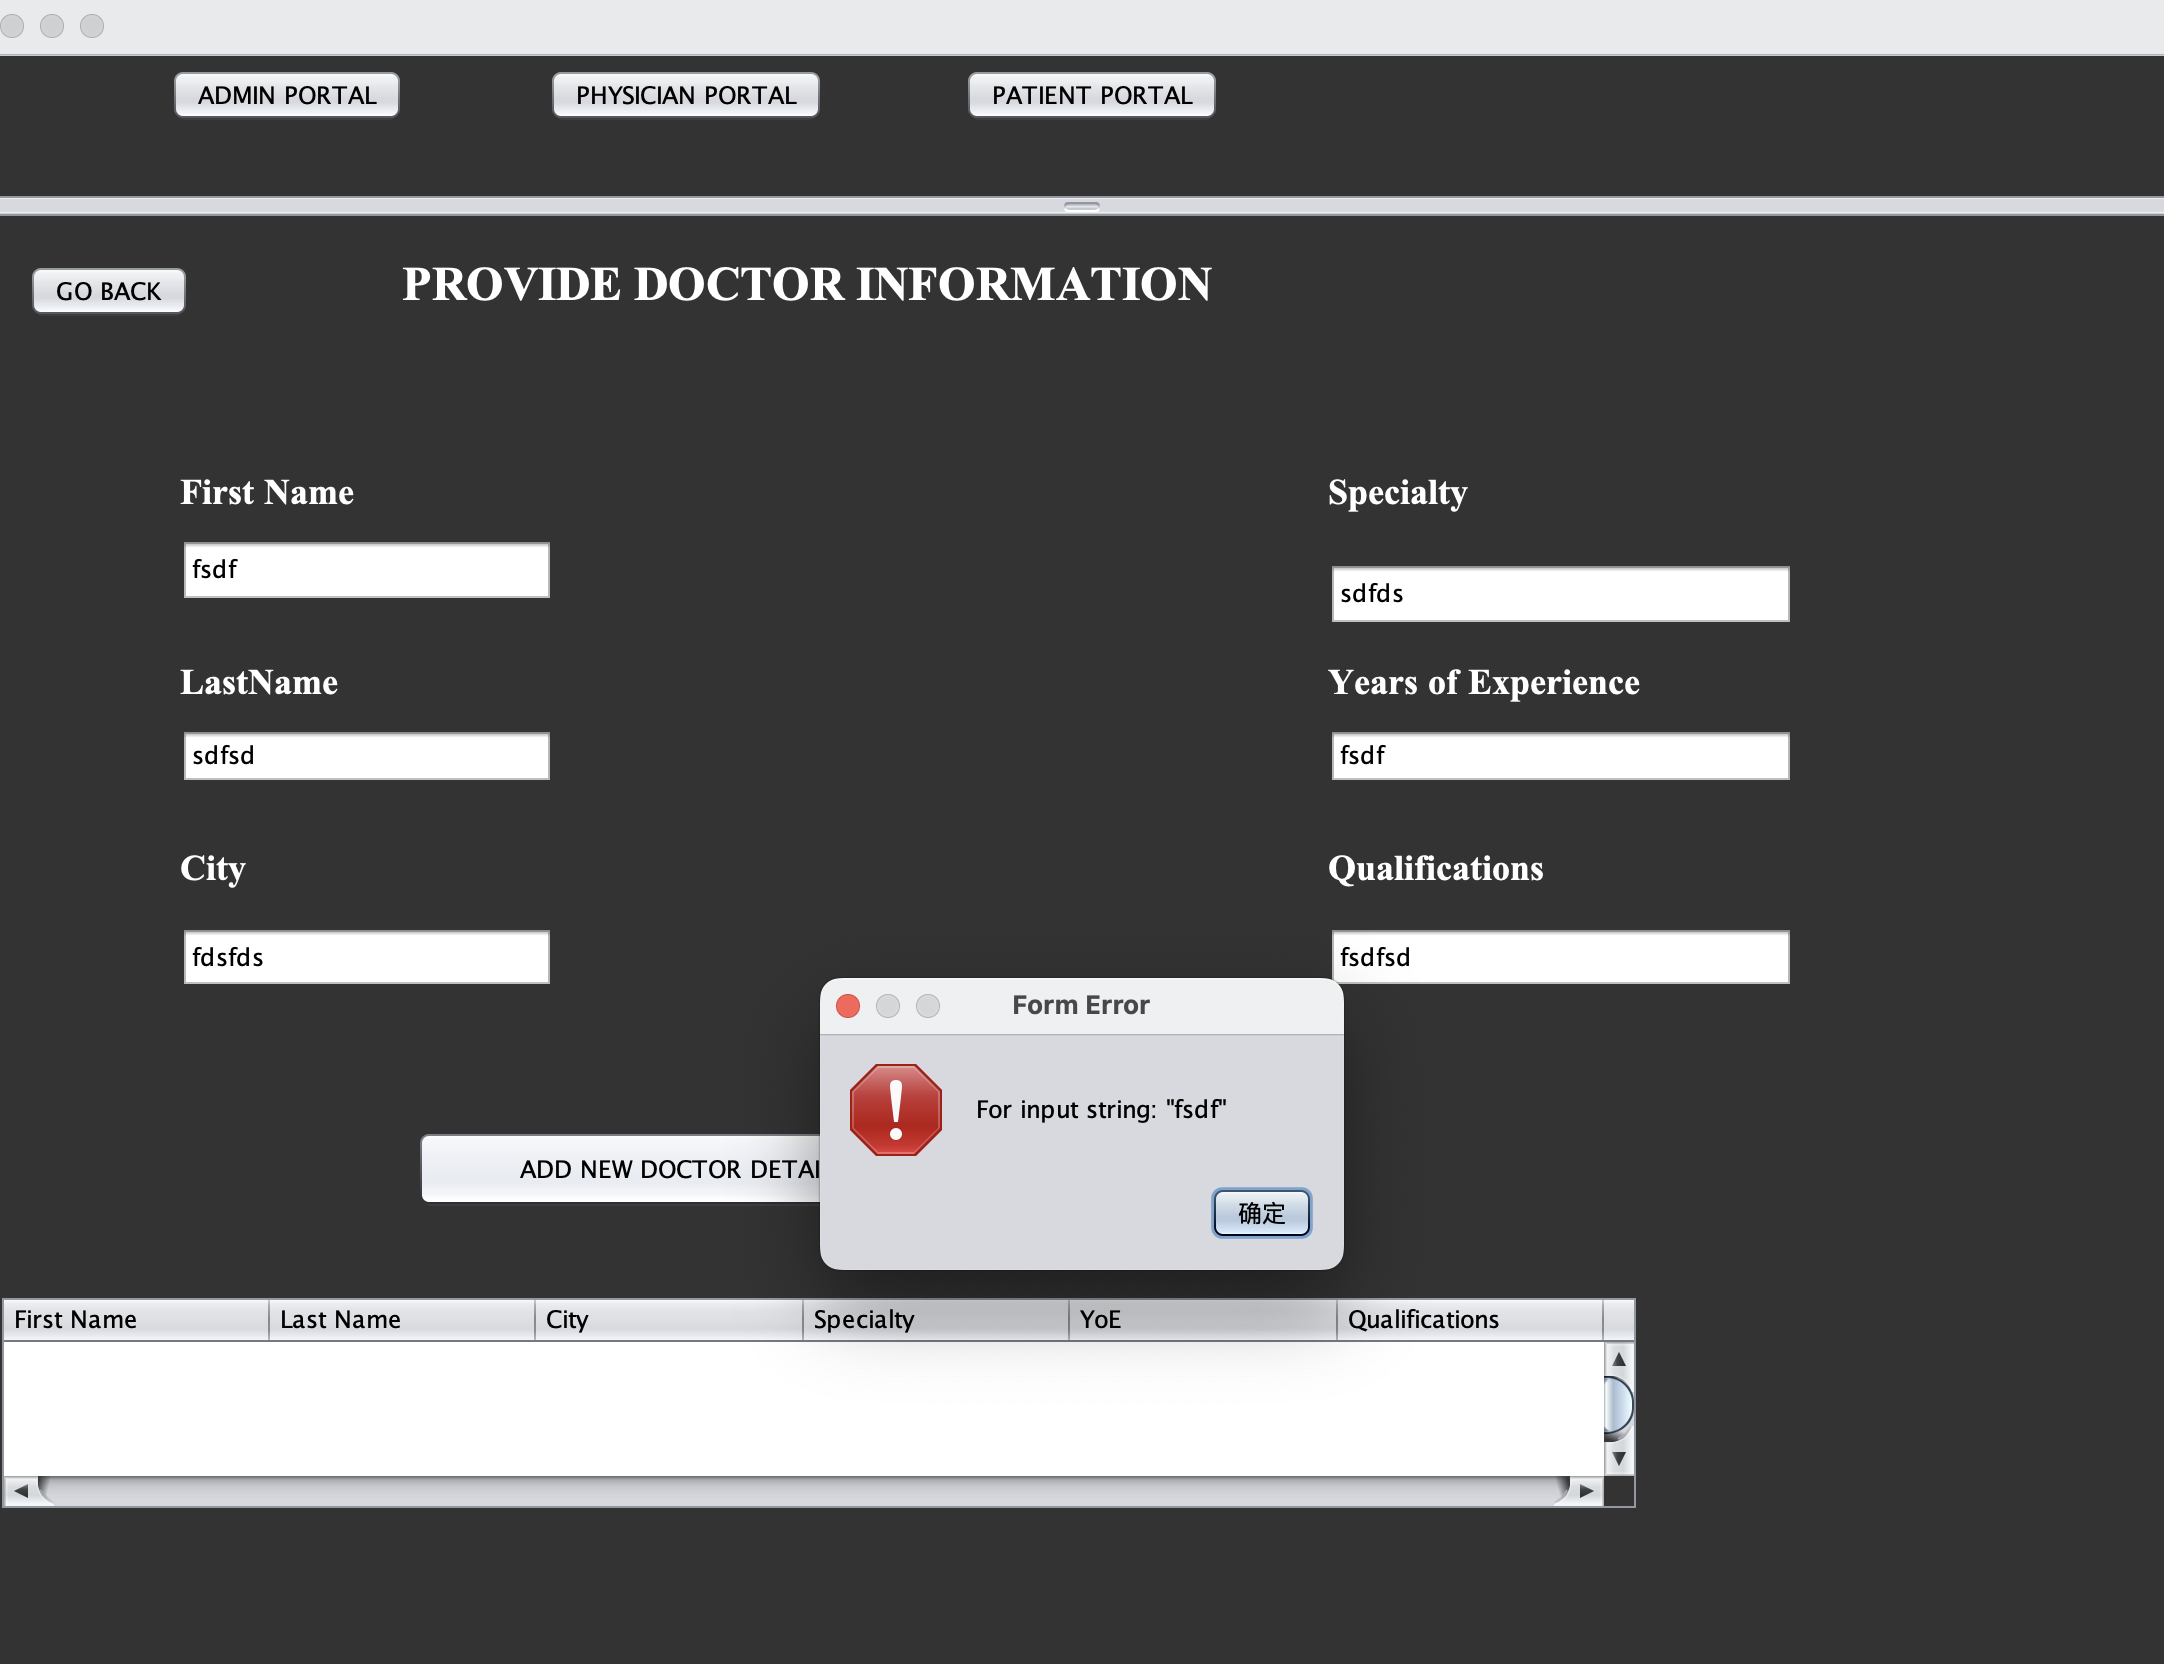 ADMIN PORTAL
PHYSICIAN PORTAL
PATIENT PORTAL
GO BACK
PROVIDE DOCTOR INFORMATION
First Name
Specialty
fsdf
sdfds
LastName
Years of Experience
sdfsd
fsdf
City
Qualifications
fdsfds
fsdfsd
Form Error
For input string: "fsdf"
确定
ADD NEW DOCTOR
First Name
Last Name
City
Specialty
YoE
Qualifications